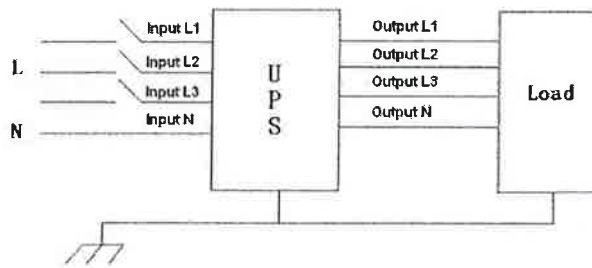 Input L1
Output L1
L
Input L2
Output L2
Input L3
Output L3
N
Input N
Output N
U
P
S
Load